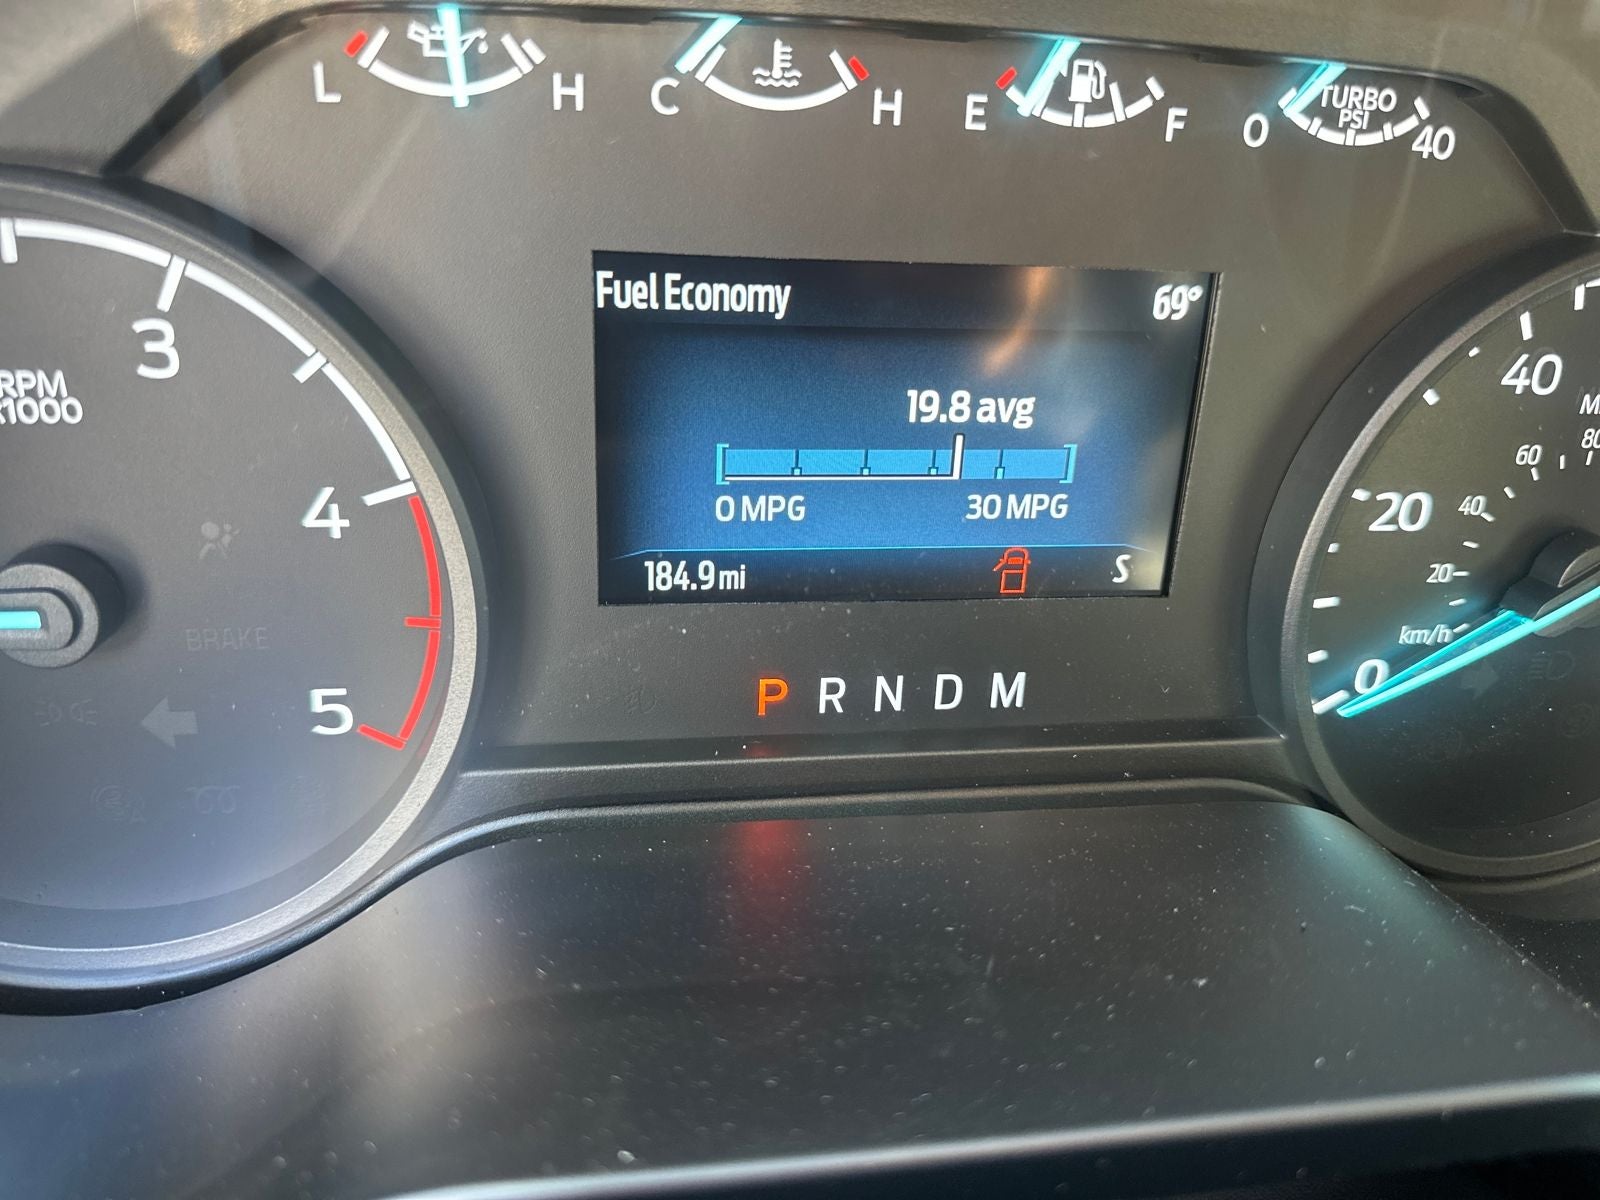 L H
C H
E F
TURBO
PSI
0 40
Fuel Economy 69°
19.8 avg
0 MPG 30 MPG
184.9 mi S
P R N D M
3
RPM
x1000
4
BRAKE
5
40
60
80
20
40
20
km/h
0